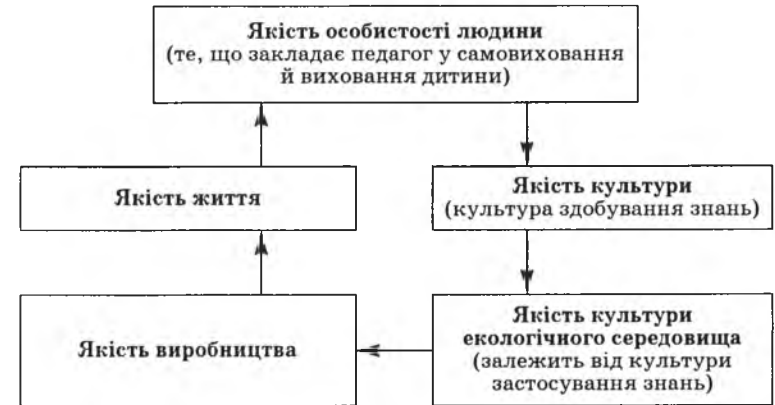 Якість особистості людини
(те, що закладає педагог у самовиховання
й виховання дитини)
Якість життя
Якість культури
(культура здобування знань)
Якість виробництва
Якість культури
екологічного середовища
(залежить від культури
застосування знань)